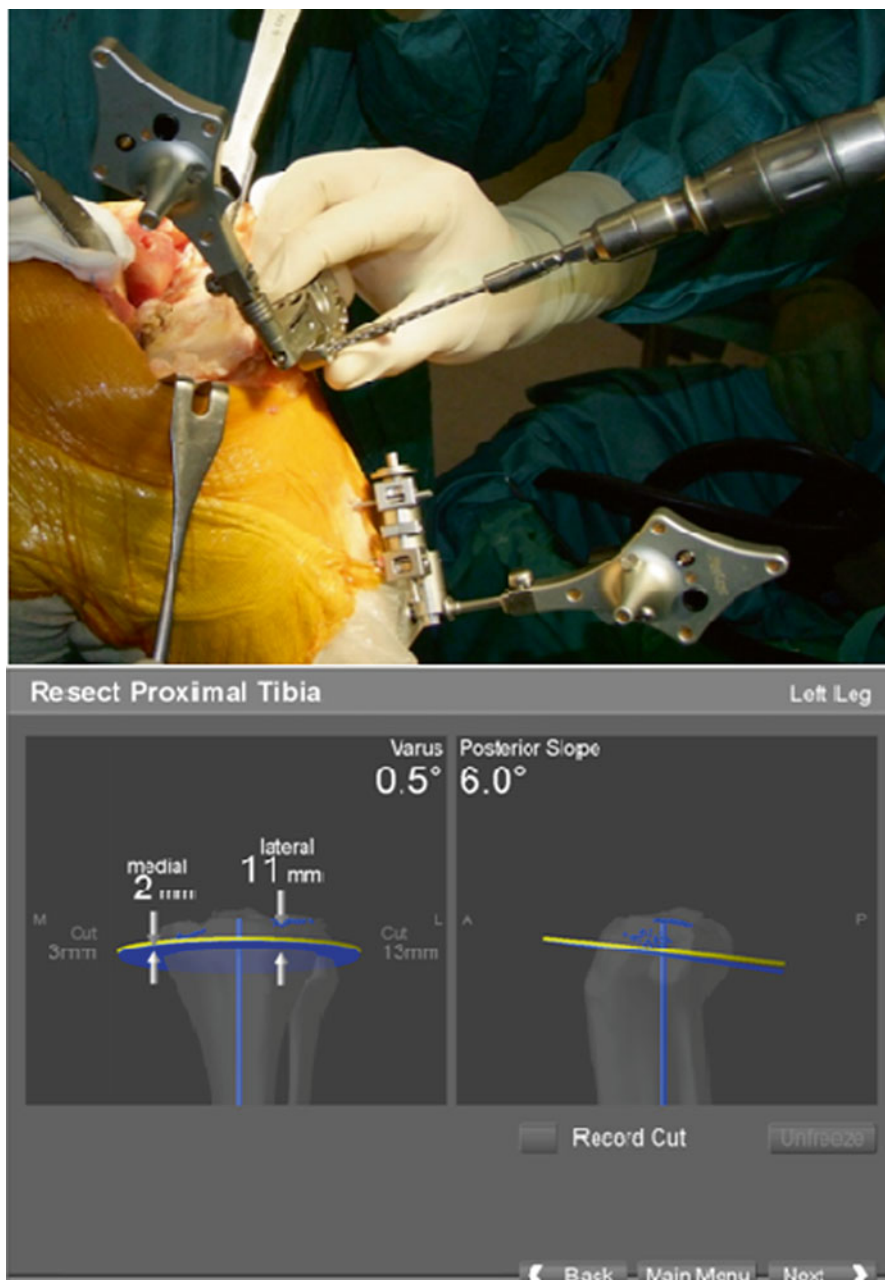 Resect Proximal Tibia
Left Leg
Varus
0.5°
Posterior Slope
6.0°
medial
2 mm
lateral
11 mm
M
Cut
3mm
L
Cut
13mm
A
P
Record Cut
Unfreeze
Back
Main Menu
Next